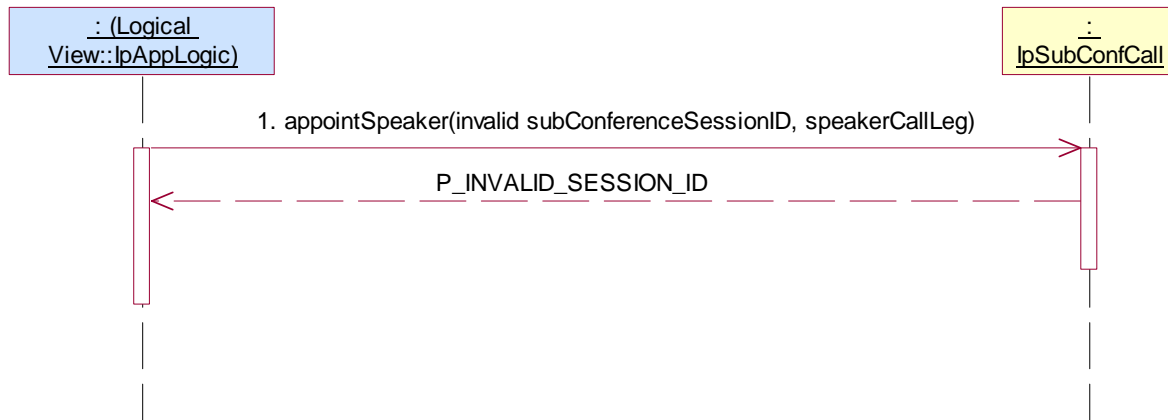 : (Logical
View::IpAppLogic)
:
IpSubConfCall
1. appointSpeaker(invalid subConferenceSessionID, speakerCallLeg)
P_INVALID_SESSION_ID